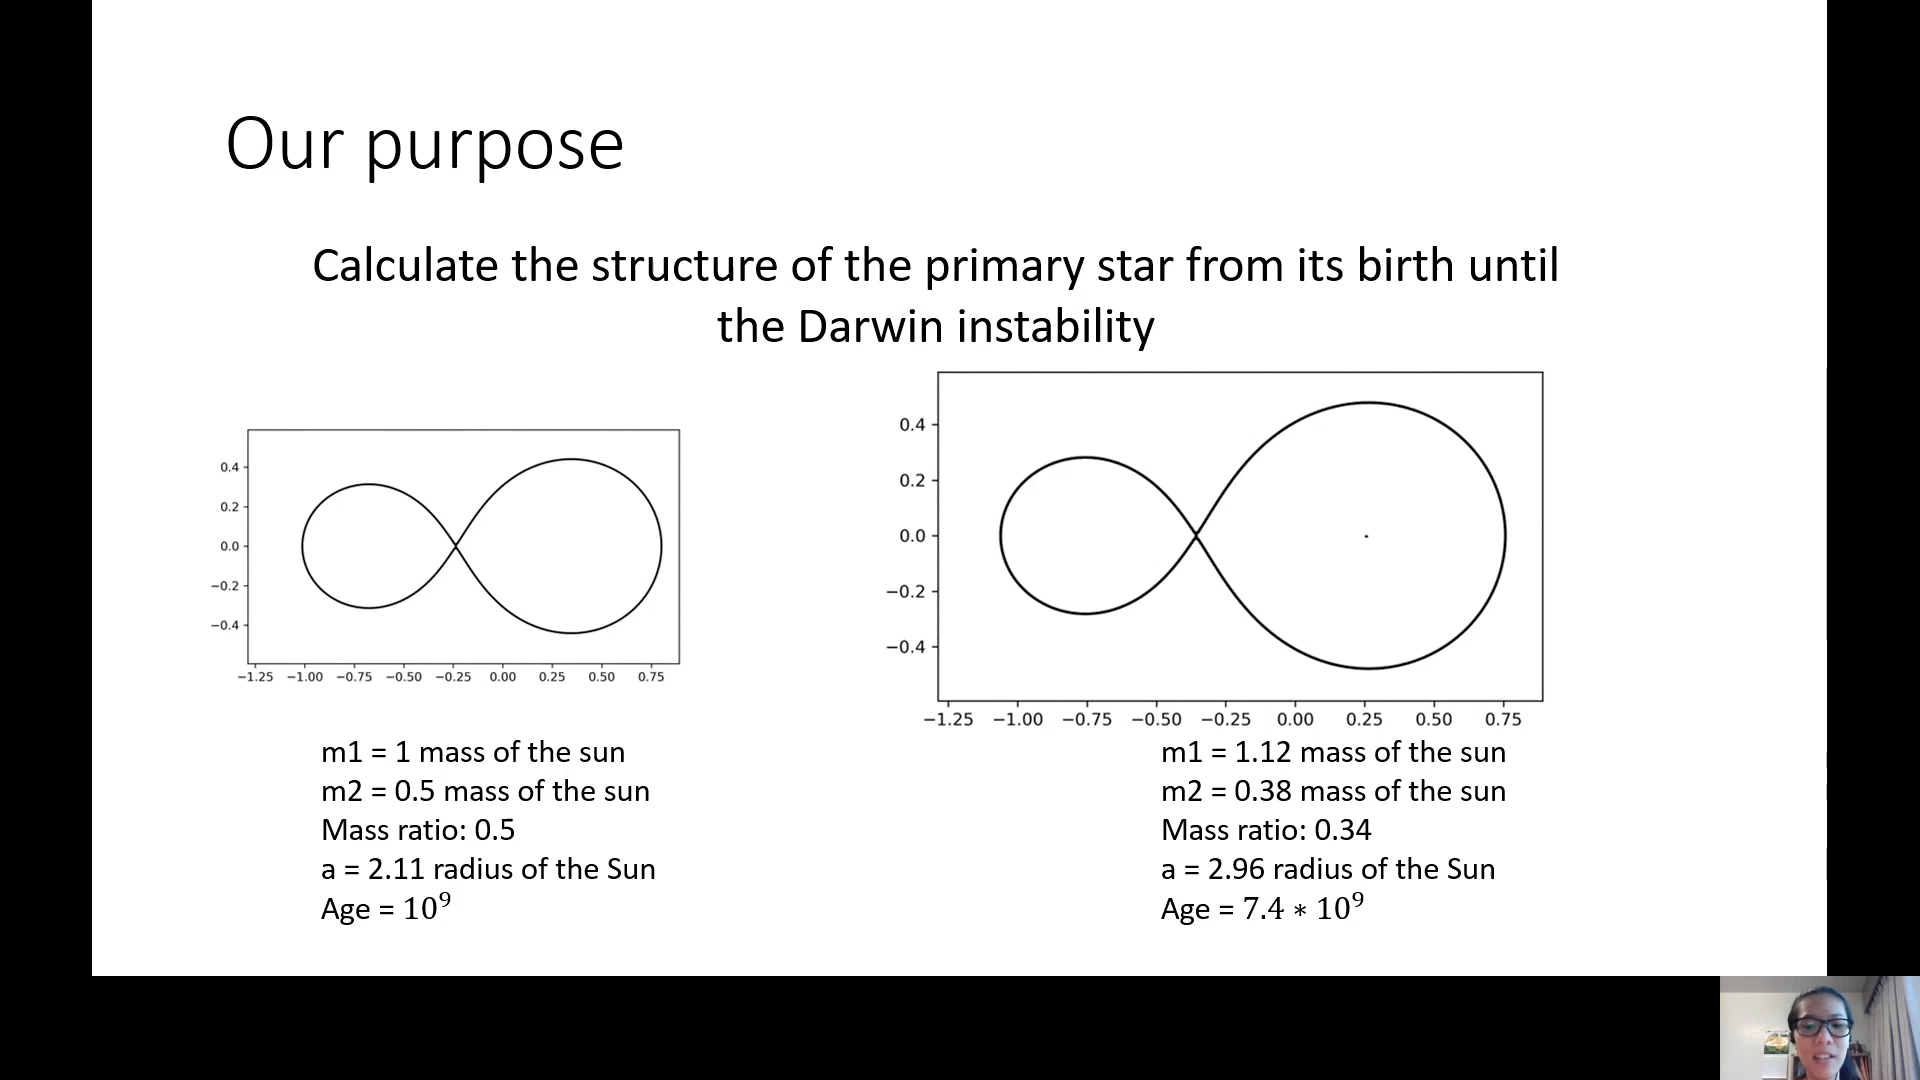 Our purpose
Calculate the structure of the primary star from its birth until
the Darwin instability
0.4
0.2
0.0
−0.2
−0.4
−1.25 −1.00 −0.75 −0.50 −0.25 0.00 0.25 0.50 0.75
m1 = 1 mass of the sun
m2 = 0.5 mass of the sun
Mass ratio: 0.5
a = 2.11 radius of the Sun
Age = 10⁹
0.4
0.2
0.0
−0.2
−0.4
−1.25 −1.00 −0.75 −0.50 −0.25 0.00 0.25 0.50 0.75
m1 = 1.12 mass of the sun
m2 = 0.38 mass of the sun
Mass ratio: 0.34
a = 2.96 radius of the Sun
Age = 7.4 ∗ 10⁹